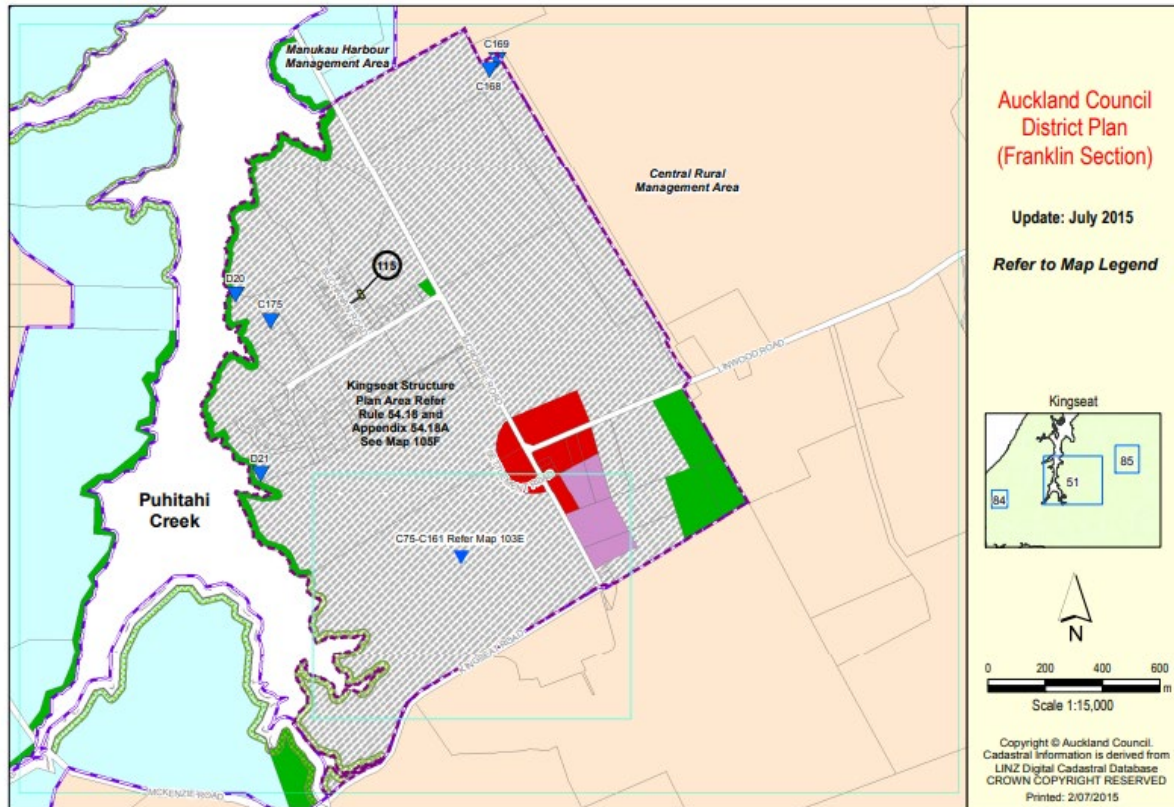 Manukau Harbour
Management Area
C169
C168
Central Rural
Management Area
115
D20
C175
LINWOOD ROAD
Kingseat Structure
Plan Area Refer
Rule 54.18 and
Appendix 54.18A
See Map 105F
D21
Puhitahi
Creek
C75-C161 Refer Map 103E
KINGSEAT ROAD
MCKENZIE ROAD
Auckland Council
District Plan
(Franklin Section)
Update: July 2015
Refer to Map Legend
Kingseat
85
51
84
N
0 200 400 600
m
Scale 1:15,000
Copyright © Auckland Council.
Cadastral Information is derived from
LINZ Digital Cadastral Database
CROWN COPYRIGHT RESERVED
Printed: 2/07/2015